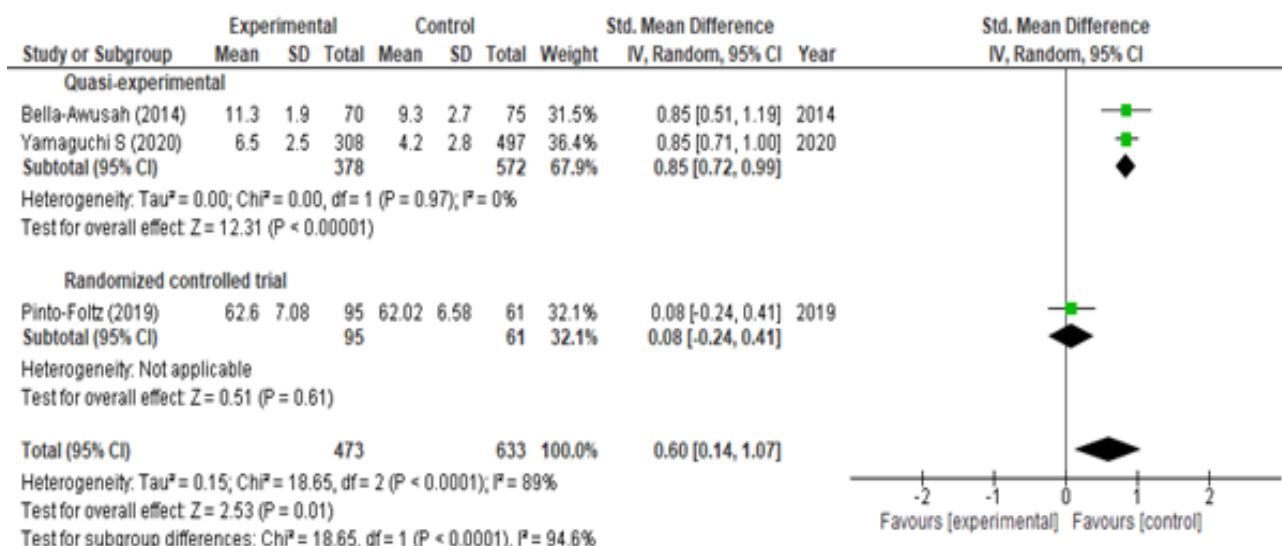 Experimental Control Std. Mean Difference Std. Mean Difference
Study or Subgroup Mean SD Total Mean SD Total Weight IV, Random, 95% CI Year IV, Random, 95% CI
Quasi-experimental
Bella-Awusah (2014) 11.3 1.9 70 9.3 2.7 75 31.5% 0.85 [0.51, 1.19] 2014
Yamaguchi S (2020) 6.5 2.5 308 4.2 2.8 497 36.4% 0.85 [0.71, 1.00] 2020
Subtotal (95% CI) 378 572 67.9% 0.85 [0.72, 0.99]
Heterogeneity: Tau² = 0.00; Chi² = 0.00, df = 1 (P = 0.97); I² = 0%
Test for overall effect: Z = 12.31 (P < 0.00001)
Randomized controlled trial
Pinto-Foltz (2019) 62.6 7.08 95 62.02 6.58 61 32.1% 0.08 [-0.24, 0.41] 2019
Subtotal (95% CI) 95 61 32.1% 0.08 [-0.24, 0.41]
Heterogeneity: Not applicable
Test for overall effect: Z = 0.51 (P = 0.61)
Total (95% CI) 473 633 100.0% 0.60 [0.14, 1.07]
Heterogeneity: Tau² = 0.15; Chi² = 18.65, df = 2 (P < 0.0001); I² = 89%
Test for overall effect: Z = 2.53 (P = 0.01)
Test for subgroup differences: Chi² = 18.65, df = 1 (P < 0.0001), I² = 94.6%
-2 -1 0 1 2
Favours [experimental] Favours [control]